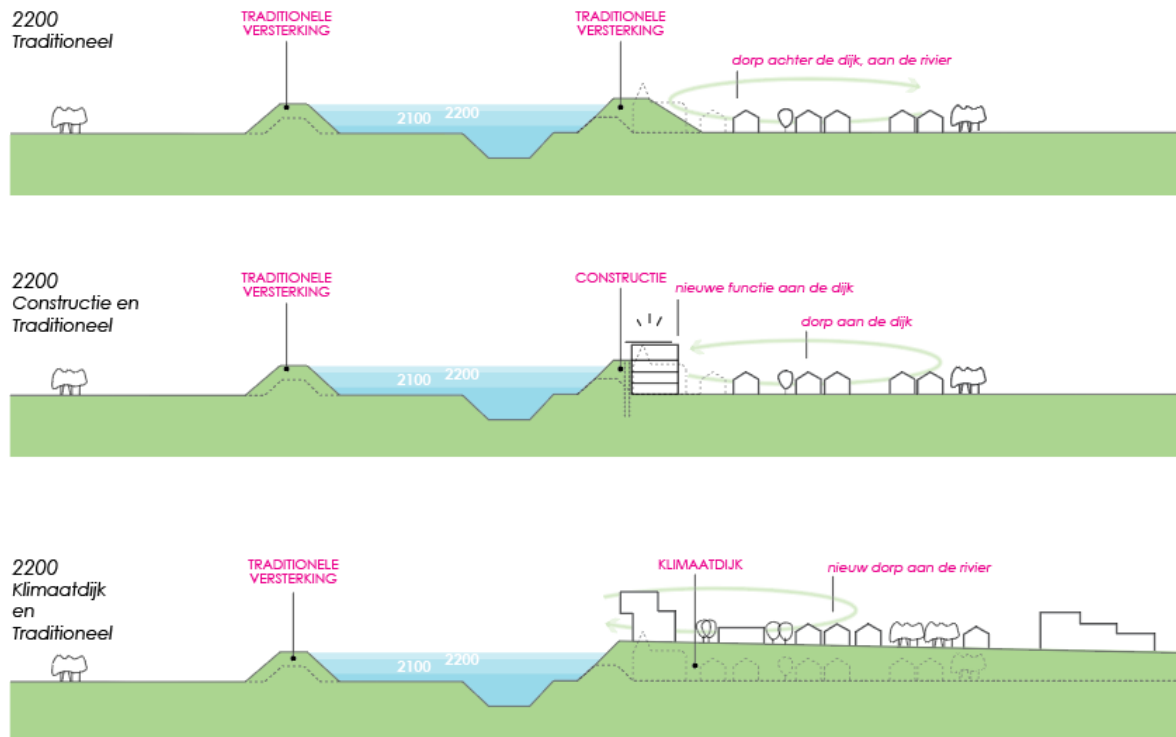 2200
Traditioneel
TRADITIONELE
VERSTERKING
TRADITIONELE
VERSTERKING
dorp achter de dijk, aan de rivier
2100 2200
2200
Constructie en
Traditioneel
TRADITIONELE
VERSTERKING
CONSTRUCTIE
nieuwe functie aan de dijk
dorp aan de dijk
2100 2200
2200
Klimaatdijk
en
Traditioneel
TRADITIONELE
VERSTERKING
KLIMAATDIJK
nieuw dorp aan de rivier
2100 2200